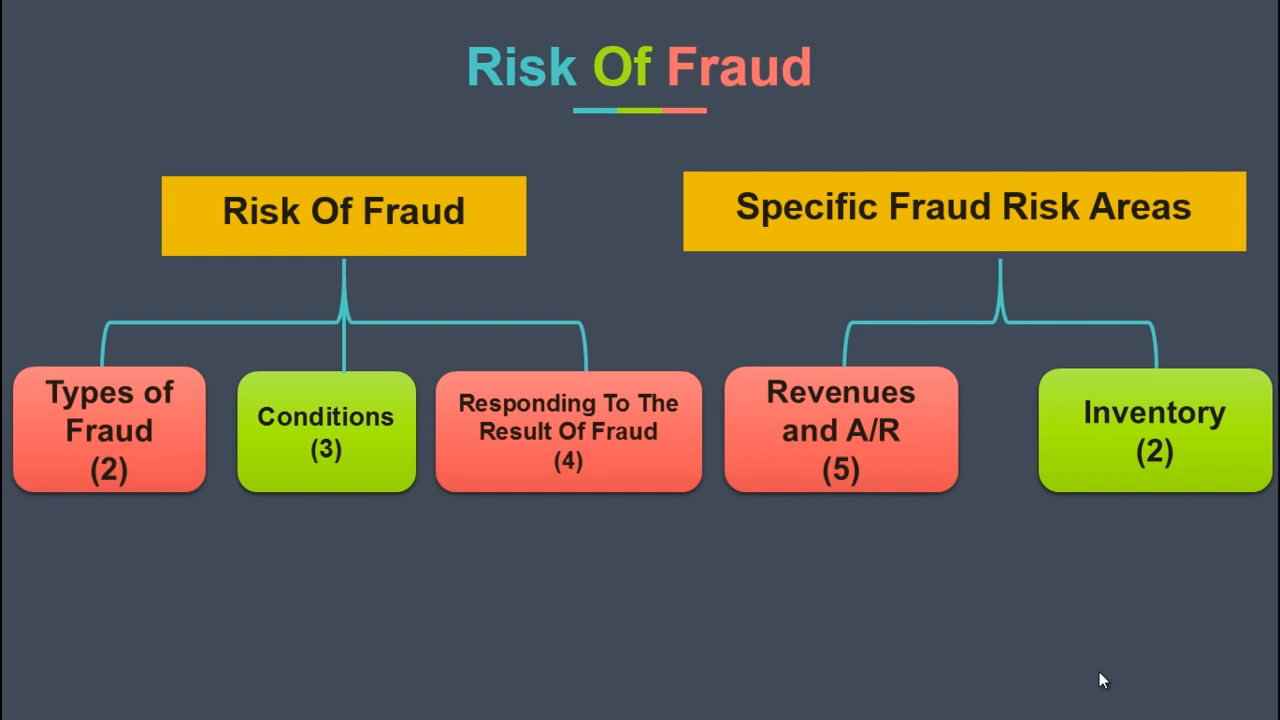 Risk Of Fraud
Risk Of Fraud
Specific Fraud Risk Areas
Types of
Fraud
(2)
Conditions
(3)
Responding To The
Result Of Fraud
(4)
Revenues
and A/R
(5)
Inventory
(2)